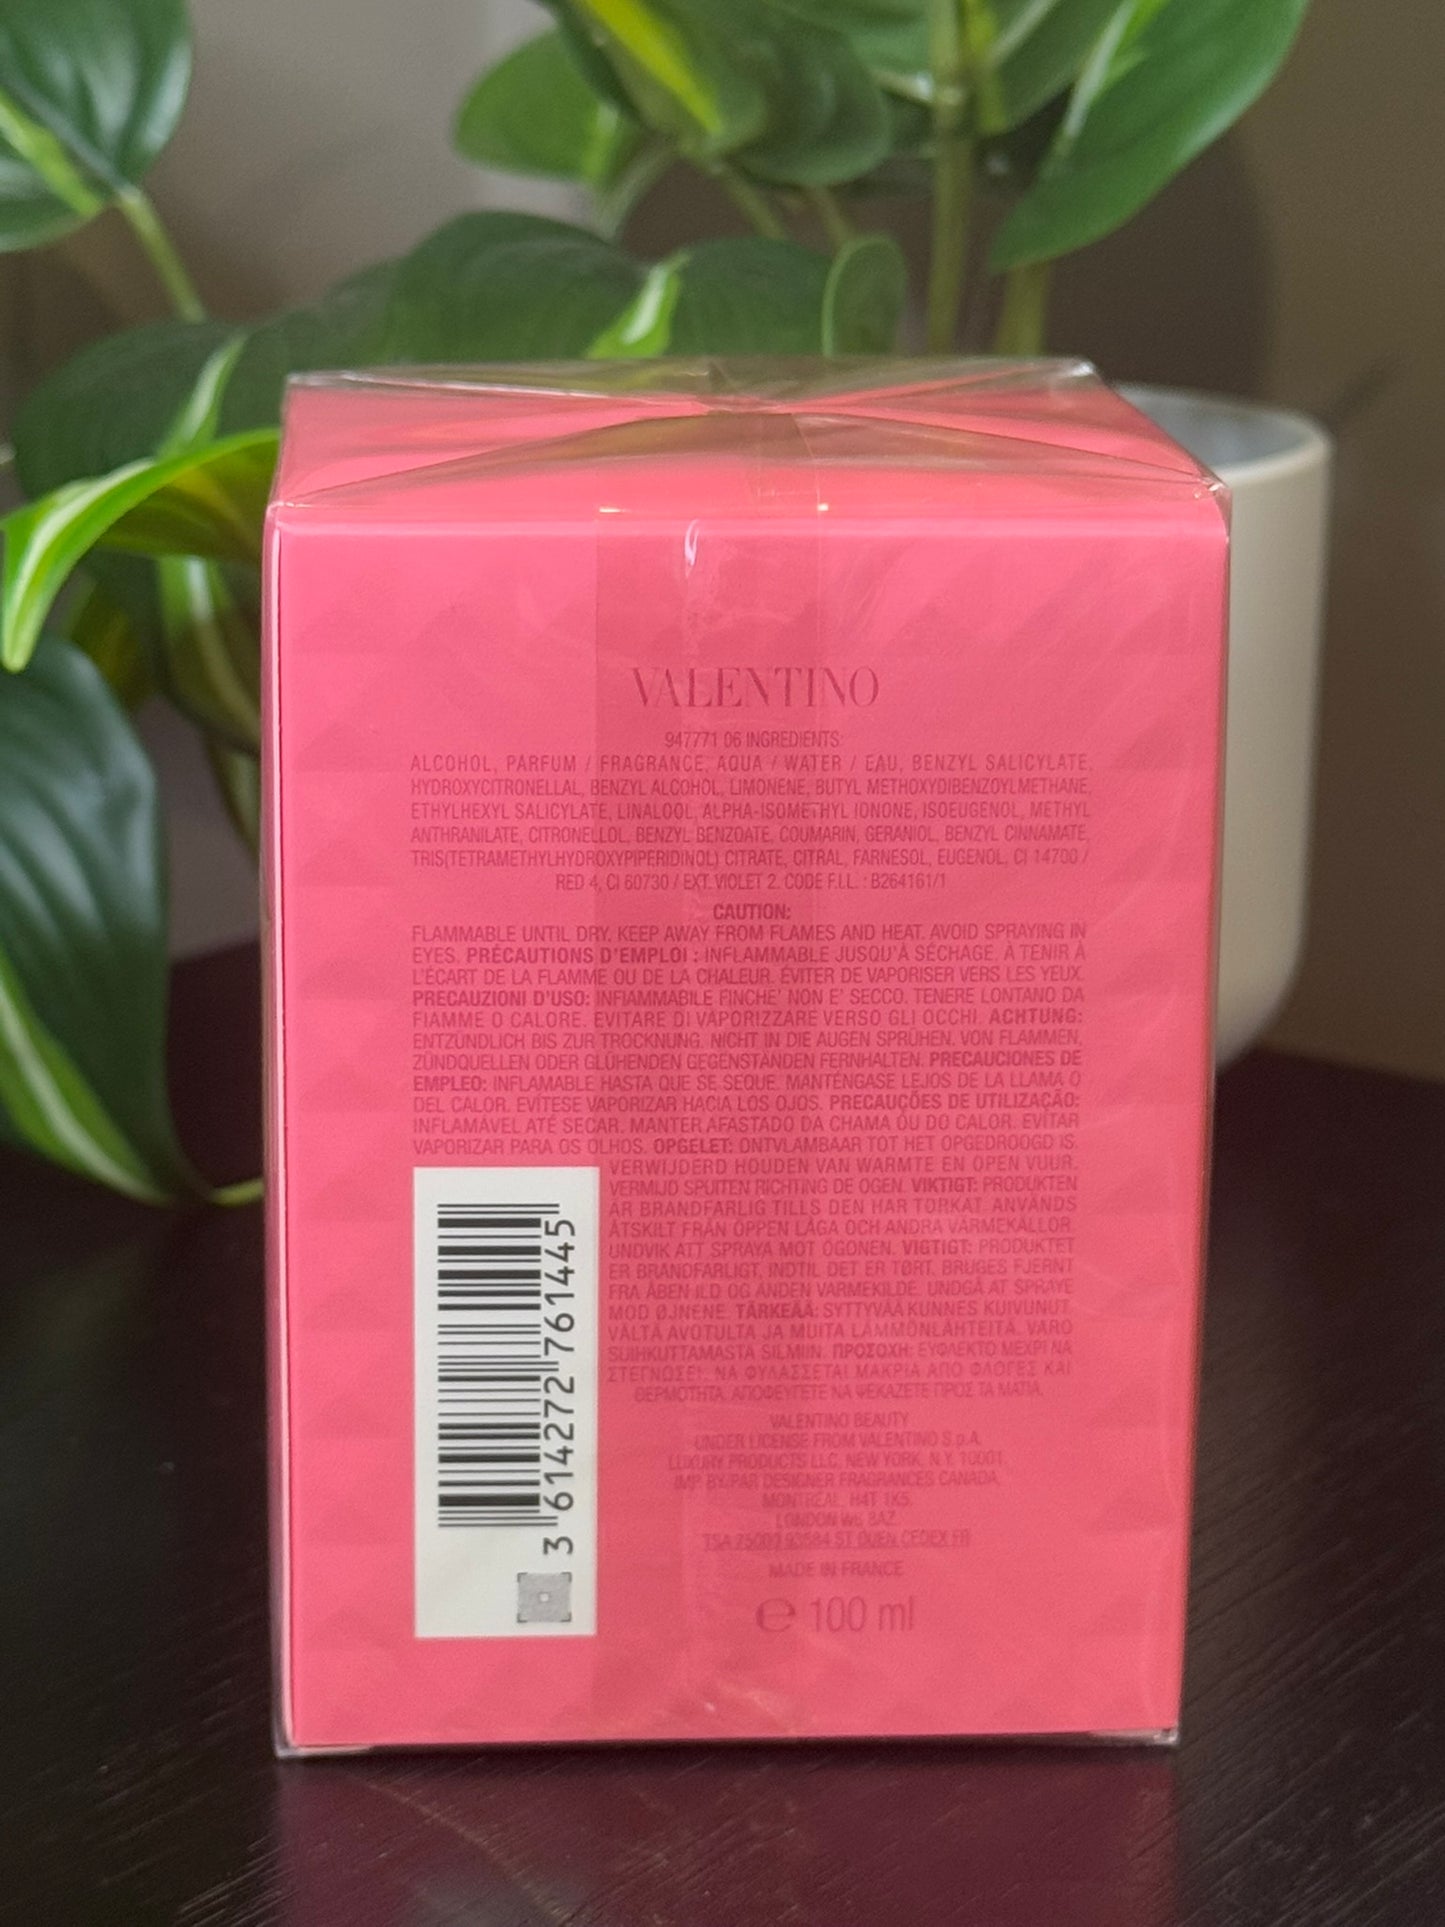 VALENTINO
947771 06 INGREDIENTS:
ALCOHOL, PARFUM / FRAGRANCE, AQUA / WATER / EAU, BENZYL SALICYLATE,
HYDROXYCITRONELLAL, BENZYL ALCOHOL, LIMONENE, BUTYL METHOXYDIBENZOYLMETHANE,
ETHYLHEXYL SALICYLATE, LINALOOL, ALPHA-ISOMETHYL IONONE, ISOEUGENOL, METHYL
ANTHRANILATE, CITRONELLOL, BENZYL BENZOATE, COUMARIN, GERANIOL, BENZYL CINNAMATE,
TRIS(TETRAMETHYLHYDROXYPIPERIDINOL) CITRATE, CITRAL, FARNESOL, EUGENOL, CI 14700 /
RED 4, CI 60730 / EXT. VIOLET 2. CODE F.I.L. : B264161/1
CAUTION:
FLAMMABLE UNTIL DRY. KEEP AWAY FROM FLAMES AND HEAT. AVOID SPRAYING IN
EYES. PRÉCAUTIONS D'EMPLOI : INFLAMMABLE JUSQU'À SÉCHAGE. À TENIR À
L'ÉCART DE LA FLAMME OU DE LA CHALEUR. ÉVITER DE VAPORISER VERS LES YEUX.
PRECAUZIONI D'USO: INFIAMMABILE FINCHE' NON E' SECCO. TENERE LONTANO DA
FIAMME O CALORE. EVITARE DI VAPORIZZARE VERSO GLI OCCHI. ACHTUNG:
ENTZÜNDLICH BIS ZUR TROCKNUNG. NICHT IN DIE AUGEN SPRÜHEN. VON FLAMMEN,
ZÜNDQUELLEN ODER GLÜHENDEN GEGENSTÄNDEN FERNHALTEN. PRECAUCIONES DE
EMPLEO: INFLAMABLE HASTA QUE SE SEQUE. MANTÉNGASE LEJOS DE LA LLAMA O
DEL CALOR. EVÍTESE VAPORIZAR HACIA LOS OJOS. PRECAUÇÕES DE UTILIZAÇÃO:
INFLAMÁVEL ATÉ SECAR. MANTER AFASTADO DA CHAMA OU DO CALOR. EVITAR
VAPORIZAR PARA OS OLHOS. OPGELET: ONTVLAMBAAR TOT HET OPGEDROOGD IS.
VERWIJDERD HOUDEN VAN WARMTE EN OPEN VUUR.
VERMIJD SPUITEN RICHTING DE OGEN. VIKTIGT: PRODUKTEN
ÄR BRANDFARLIG TILLS DEN HAR TORKAT. ANVÄNDS
ÅTSKILT FRÅN ÖPPEN LÅGA OCH ANDRA VÄRMEKÄLLOR.
UNDVIK ATT SPRAYA MOT ÖGONEN. VIGTIGT: PRODUKTET
ER BRANDFARLIGT, INDTIL DET ER TØRT. BRUGES FJERNT
FRA ÅBEN ILD OG ANDEN VARMEKILDE. UNDGÅ AT SPRAYE
MOD ØJNENE. TÄRKEÄÄ: SYTTYVÄÄ KUNNES KUIVUNUT.
VÄLTÄ AVOTULTA JA MUITA LÄMMÖNLÄHTEITÄ. VARO
SUIHKUTTAMASTA SILMIIN. ΠΡΟΣΟΧΗ: ΕΥΦΛΕΚΤΟ ΜΕΧΡΙ ΝΑ
ΣΤΕΓΝΩΣΕΙ. ΝΑ ΦΥΛΑΣΣΕΤΑΙ ΜΑΚΡΙΑ ΑΠΟ ΦΛΟΓΕΣ ΚΑΙ
ΘΕΡΜΟΤΗΤΑ. ΑΠΟΦΕΥΓΕΤΕ ΝΑ ΨΕΚΑΖΕΤΕ ΠΡΟΣ ΤΑ ΜΑΤΙΑ.
3 614272 761445
VALENTINO BEAUTY
UNDER LICENSE FROM VALENTINO S.p.A.
LUXURY PRODUCTS LLC, NEW YORK, N.Y. 10001.
IMP. BY/PAR DESIGNER FRAGRANCES CANADA,
MONTREAL, H4T 1K5.
LONDON W6 8AZ.
TSA 75000 93584 ST OUEN CEDEX FR
MADE IN FRANCE
℮ 100 ml